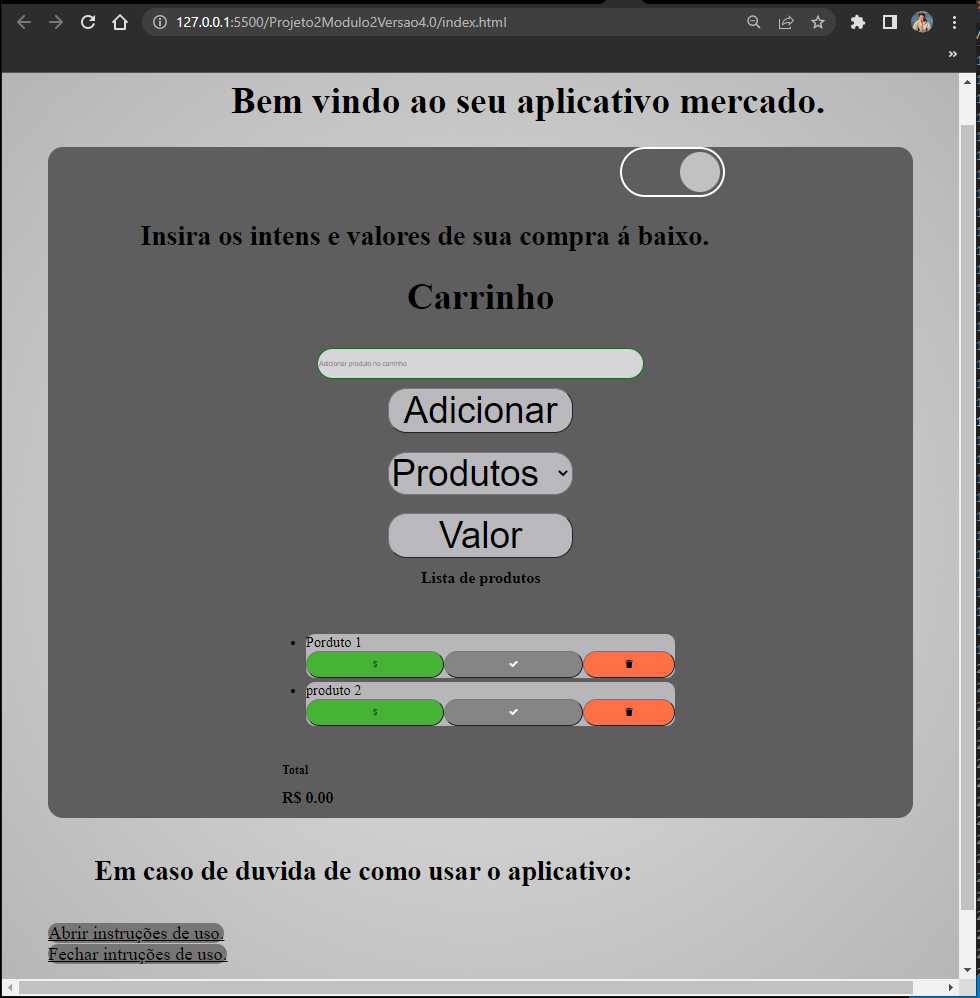 127.0.0.1:5500/Projeto2Modulo2Versao4.0/index.html
»
Bem vindo ao seu aplicativo mercado.
Insira os intens e valores de sua compra á baixo.
Carrinho
Adicionar produto no carrinho
Adicionar
Produtos
Valor
Lista de produtos
Porduto 1
$
produto 2
$
Total
R$ 0.00
Em caso de duvida de como usar o aplicativo:
Abrir instruções de uso.
Fechar intruções de uso.